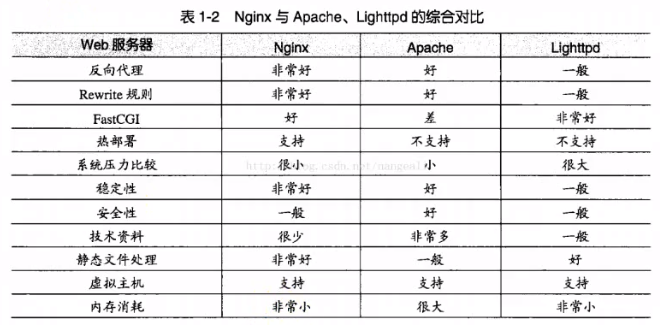 表 1-2 Nginx 与 Apache、Lighttpd 的综合对比
Web 服务器 Nginx Apache Lighttpd
反向代理 非常好 好 一般
Rewrite 规则 非常好 好 一般
FastCGI 好 差 非常好
热部署 支持 不支持 不支持
系统压力比较 很小 小 很大
稳定性 非常好 好 一般
安全性 一般 好 一般
技术资料 很少 非常多 一般
静态文件处理 非常好 一般 好
虚拟主机 支持 支持 支持
内存消耗 非常小 很大 非常小